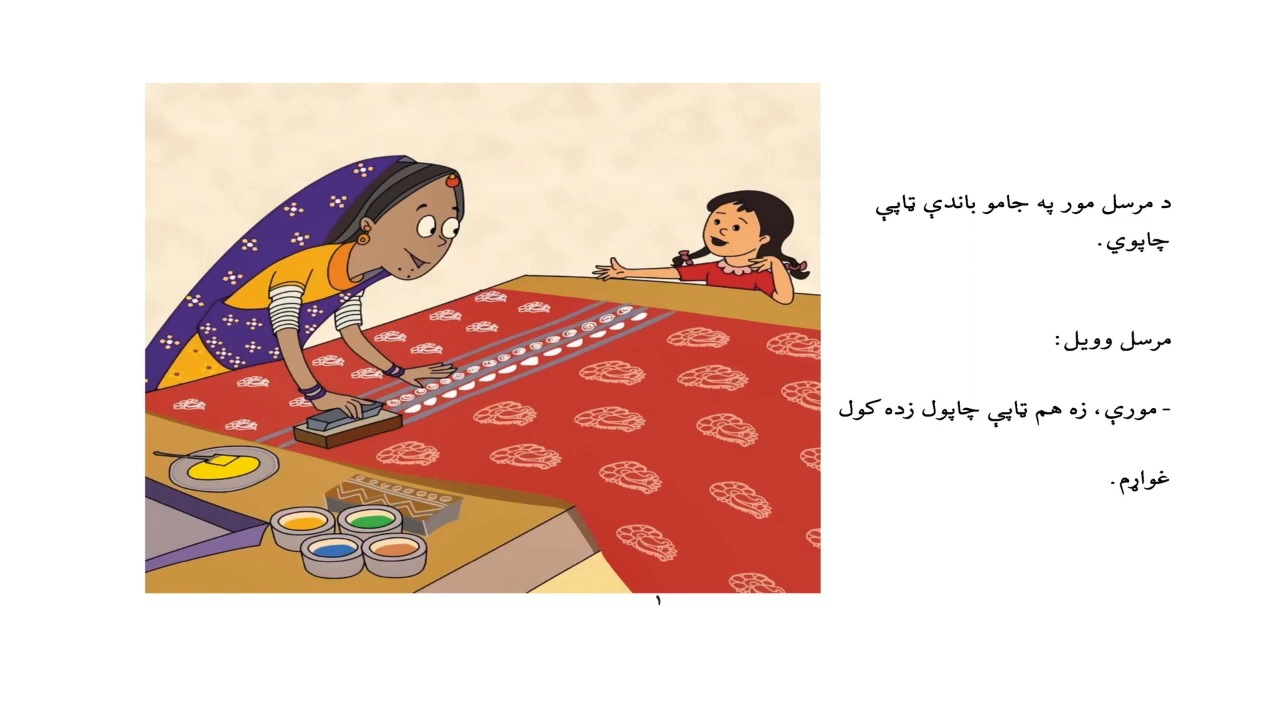 د مرسل مور په جامو باندې ټاپې
چاپوي.
مرسل وويل:
- مورې، زه هم ټاپې چاپول زده کول
غواړم.
١